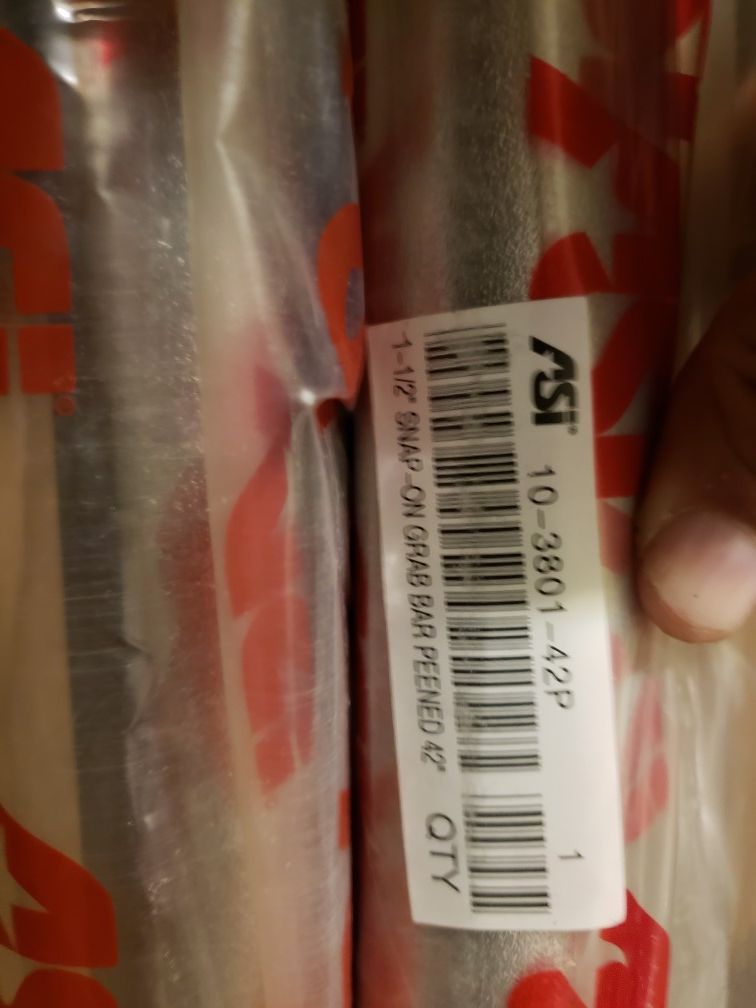 ASi®
10-3801-42P
1
1-1/2" SNAP-ON GRAB BAR PEENED 42"
QTY